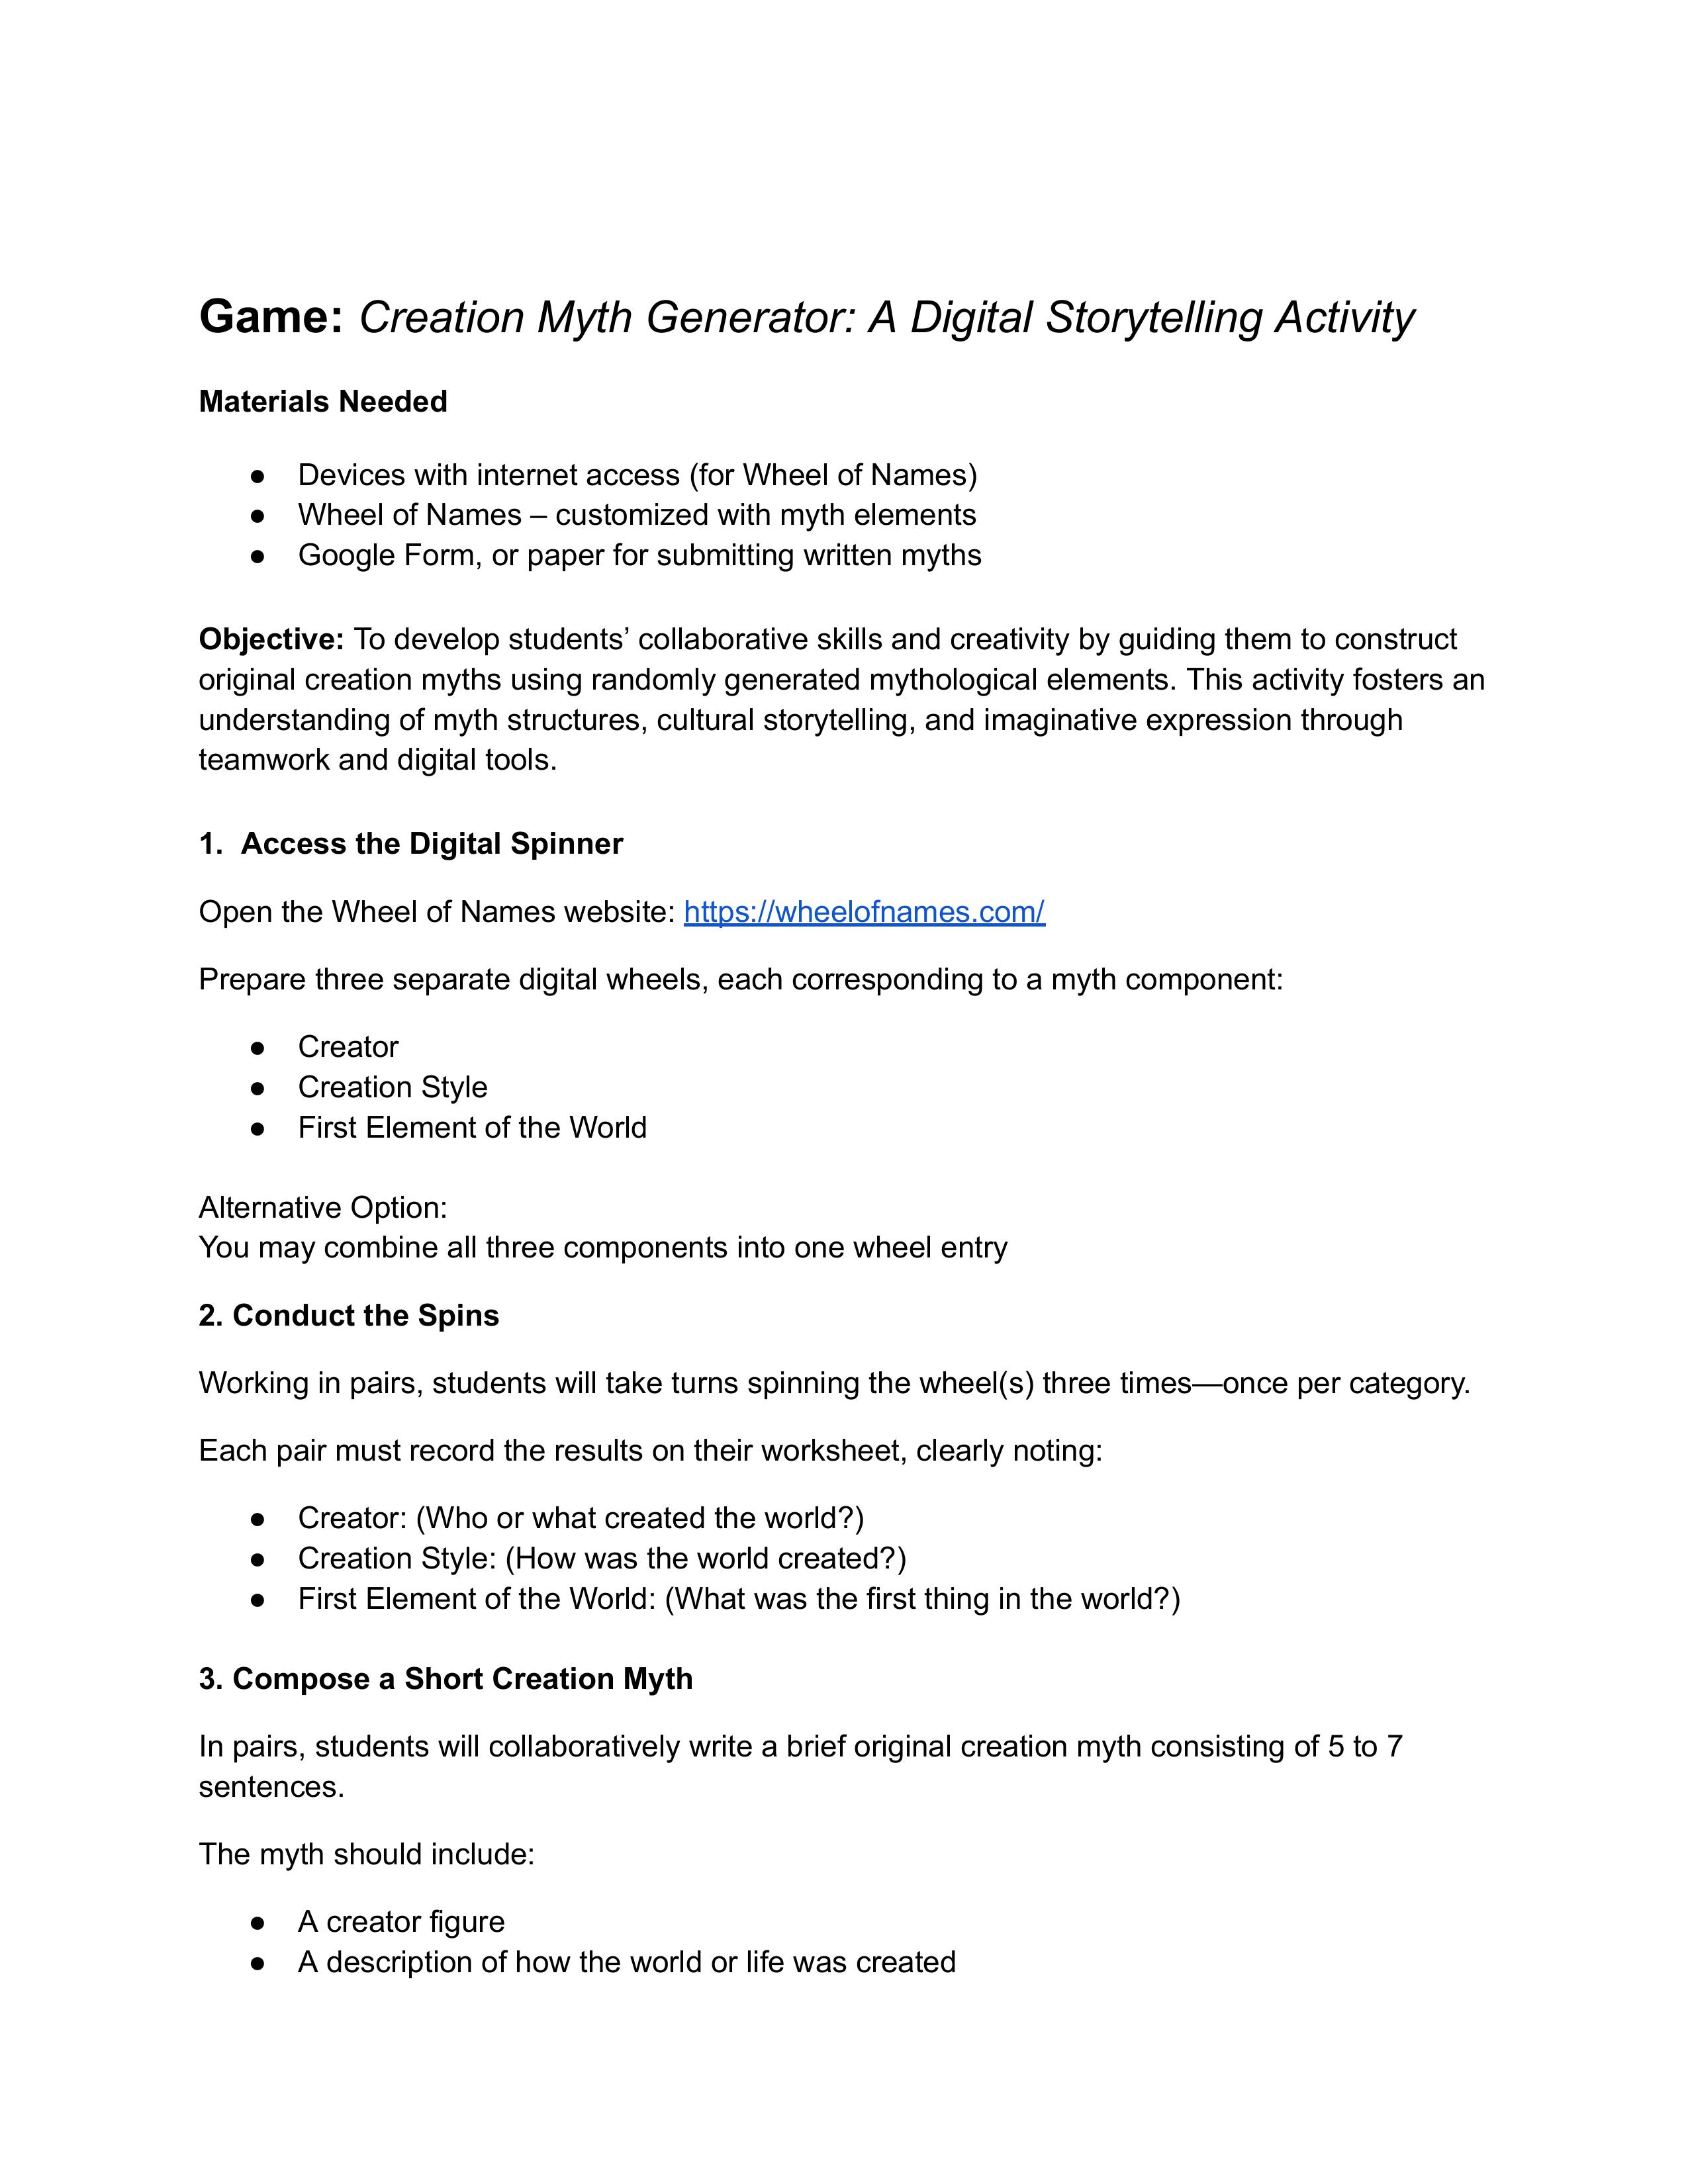 Game: Creation Myth Generator: A Digital Storytelling Activity
Materials Needed
● Devices with internet access (for Wheel of Names)
● Wheel of Names – customized with myth elements
● Google Form, or paper for submitting written myths
Objective: To develop students’ collaborative skills and creativity by guiding them to construct
original creation myths using randomly generated mythological elements. This activity fosters an
understanding of myth structures, cultural storytelling, and imaginative expression through
teamwork and digital tools.
1. Access the Digital Spinner
Open the Wheel of Names website: https://wheelofnames.com/
Prepare three separate digital wheels, each corresponding to a myth component:
● Creator
● Creation Style
● First Element of the World
Alternative Option:
You may combine all three components into one wheel entry
2. Conduct the Spins
Working in pairs, students will take turns spinning the wheel(s) three times—once per category.
Each pair must record the results on their worksheet, clearly noting:
● Creator: (Who or what created the world?)
● Creation Style: (How was the world created?)
● First Element of the World: (What was the first thing in the world?)
3. Compose a Short Creation Myth
In pairs, students will collaboratively write a brief original creation myth consisting of 5 to 7
sentences.
The myth should include:
● A creator figure
● A description of how the world or life was created